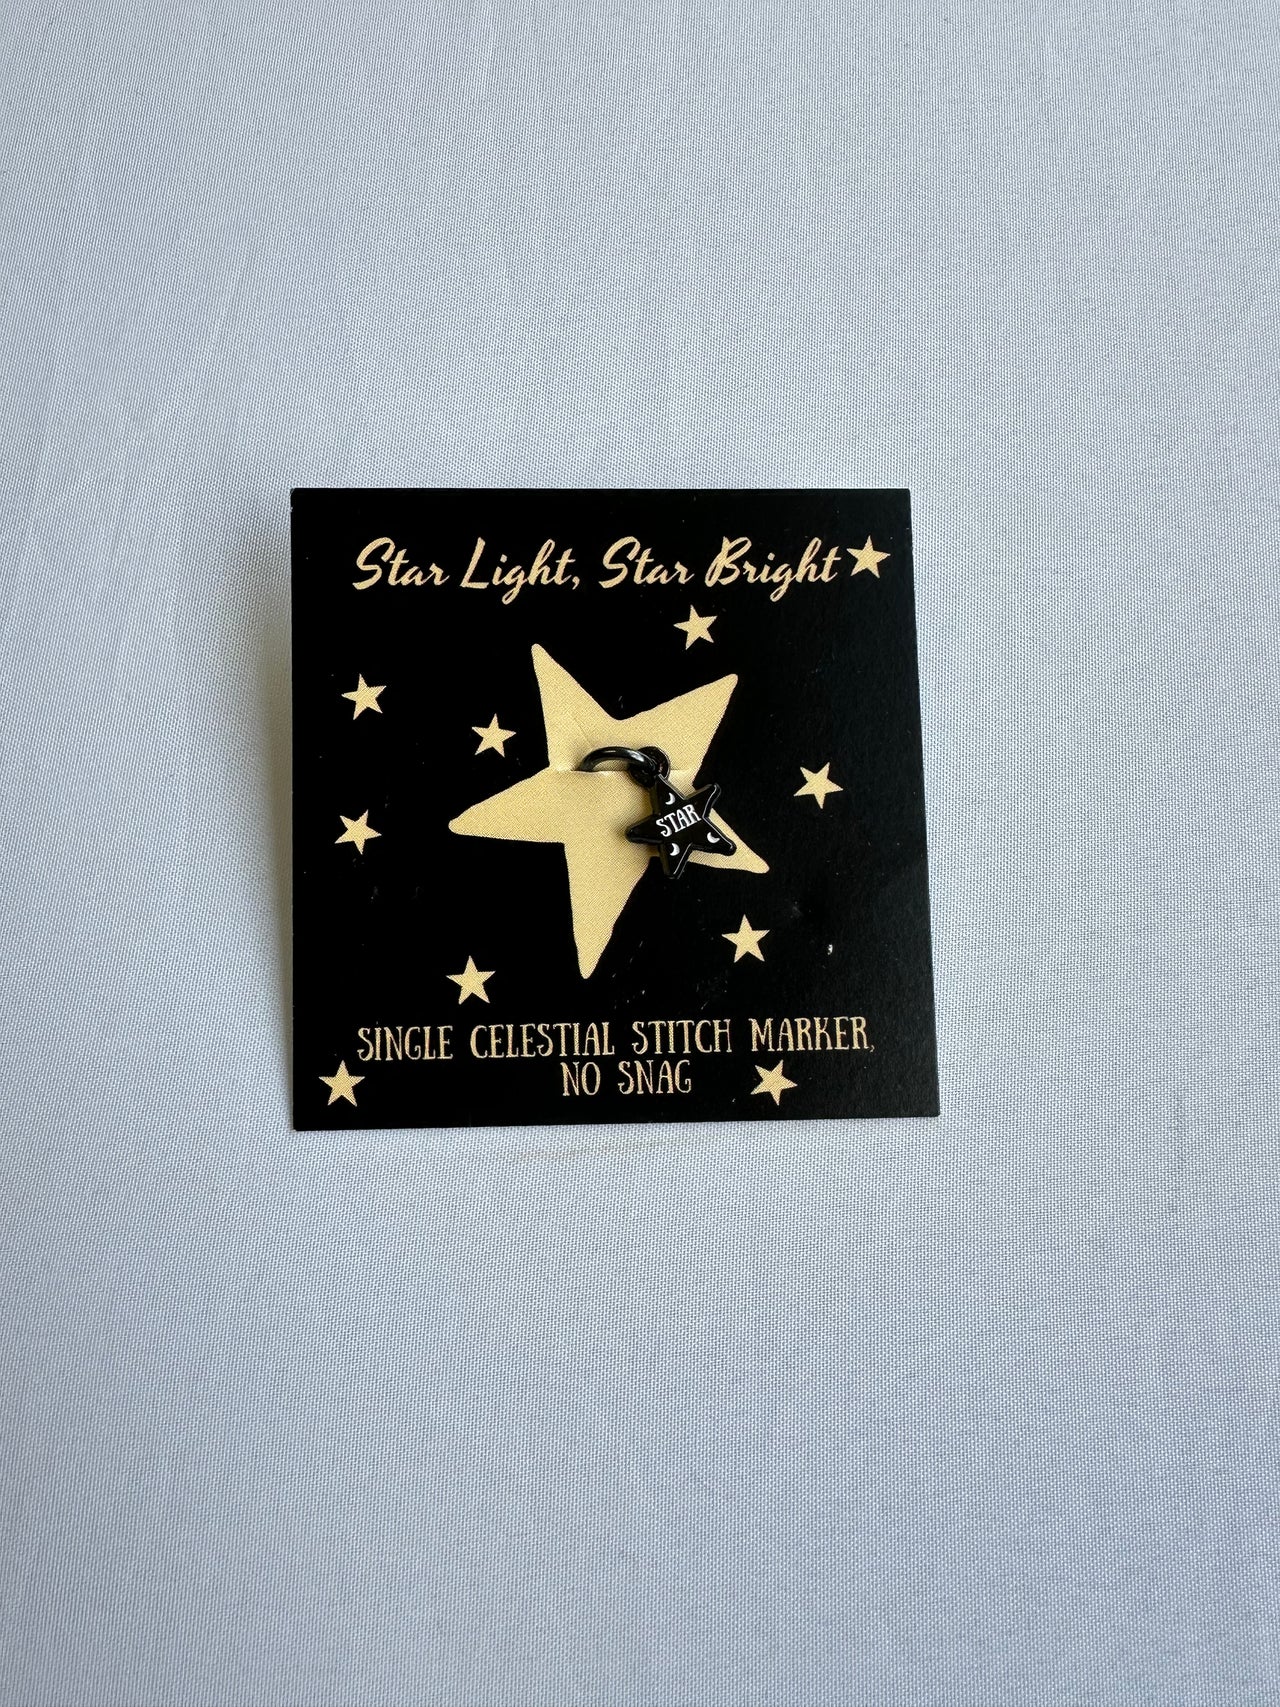 Star Light, Star Bright
STAR
SINGLE CELESTIAL STITCH MARKER,
NO SNAG